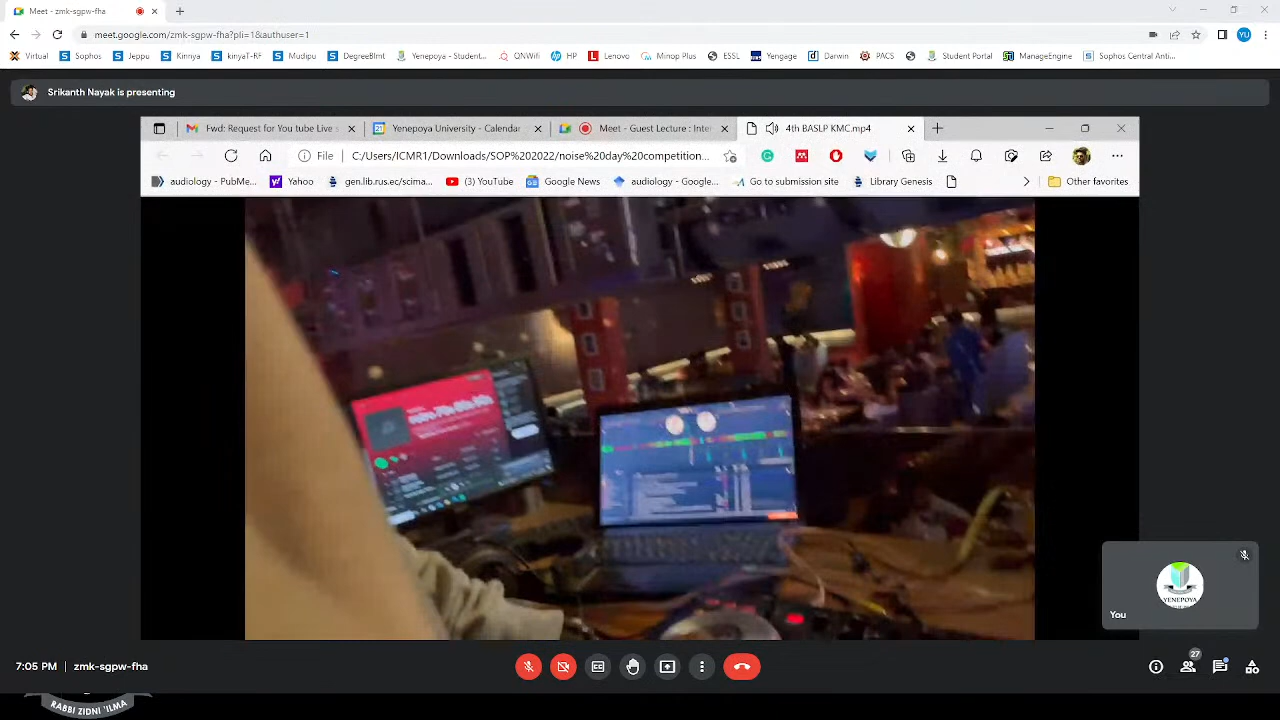 Meet - zmk-sgpw-fha
meet.google.com/zmk-sgpw-fha?pli=1&authuser=1
Virtual Sophos Jeppu Kinnya kinyaT-RF Mudipu DegreeBlmt Yenepoya - Student... QNWifi HP Lenovo Minop Plus ESSL Yengage Darwin PACS Student Portal ManageEngine Sophos Central Anti...
Srikanth Nayak is presenting
Fwd: Request for You tube Live s Yenepoya University - Calendar Meet - Guest Lecture : Inte 4th BASLP KMC.mp4
File C:/Users/ICMR1/Downloads/SOP%202022/noise%20day%20competition...
audiology - PubMe... Yahoo gen.lib.rus.ec/scima... (3) YouTube Google News audiology - Google... Go to submission site Library Genesis Other favorites
YENEPOYA
You
7:05 PM | zmk-sgpw-fha
27
RABBI ZIDNI 'ILMA